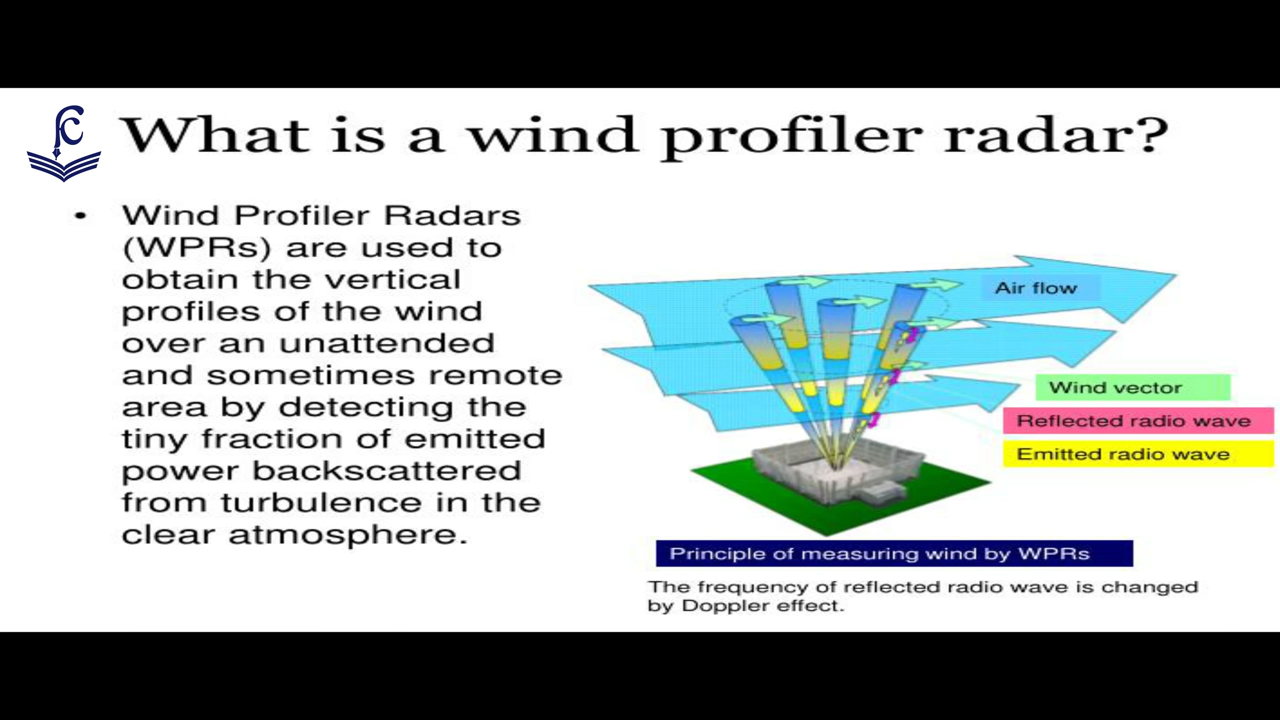 fc
What is a wind profiler radar?
• Wind Profiler Radars
(WPRs) are used to
obtain the vertical
profiles of the wind
over an unattended
and sometimes remote
area by detecting the
tiny fraction of emitted
power backscattered
from turbulence in the
clear atmosphere.
Air flow
Wind vector
Reflected radio wave
Emitted radio wave
Principle of measuring wind by WPRs
The frequency of reflected radio wave is changed
by Doppler effect.